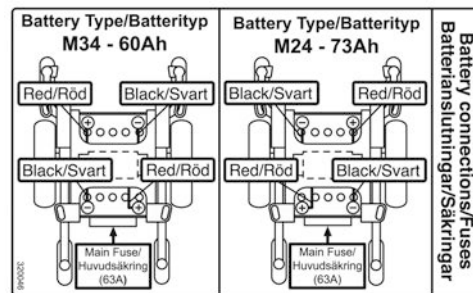 Battery Type/Batterityp
M34 - 60Ah
Red/Röd
Black/Svart
+
−
Black/Svart
Red/Röd
−
+
Main Fuse/
Huvudsäkring
(63A)
320046
Battery Type/Batterityp
M24 - 73Ah
Black/Svart
Red/Röd
−
+
Red/Röd
Black/Svart
+
−
Main Fuse/
Huvudsäkring
(63A)
Battery connections/Fuses
Batterianslutningar/Säkringar